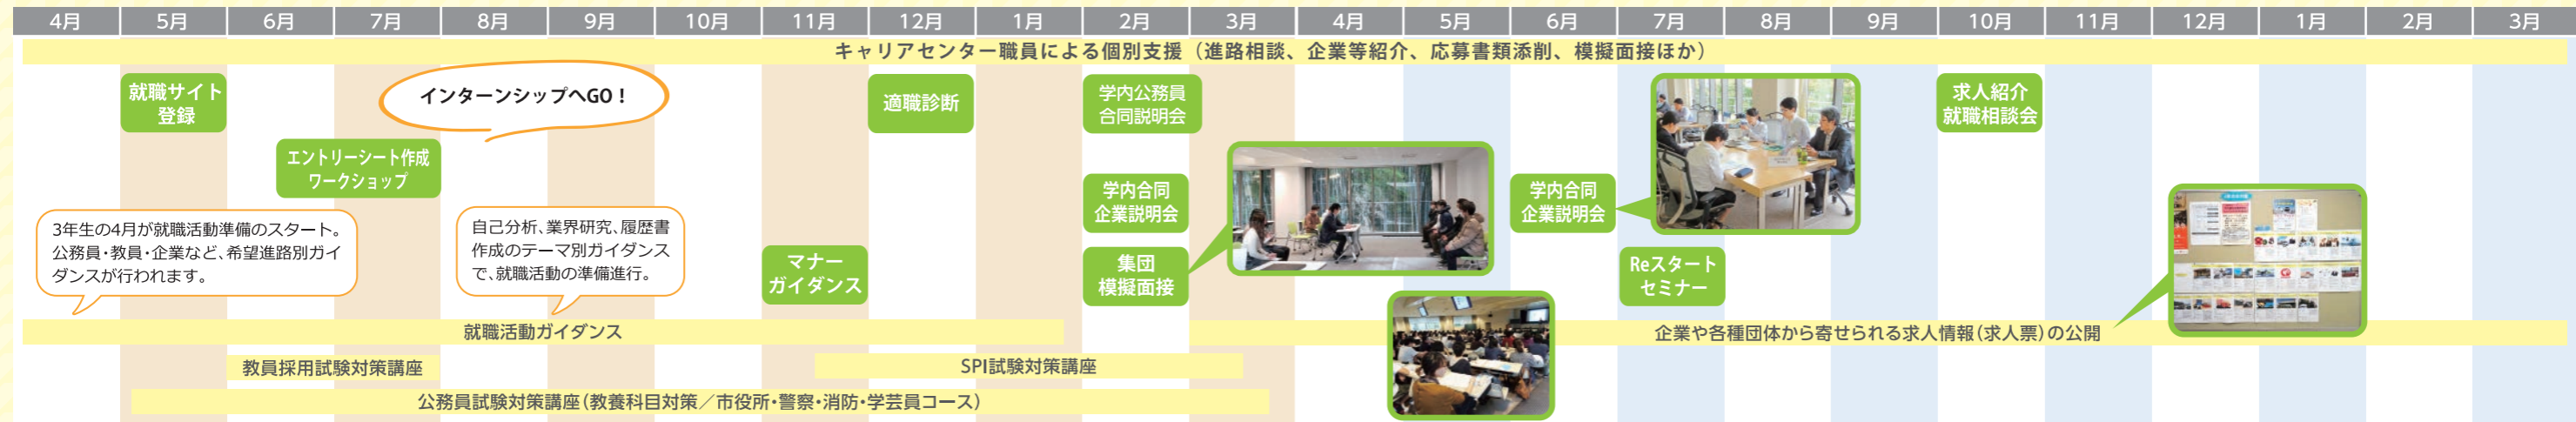 4月 5月 6月 7月 8月 9月 10月 11月 12月 1月 2月 3月 4月 5月 6月 7月 8月 9月 10月 11月 12月 1月 2月 3月
キャリアセンター職員による個別支援（進路相談、企業等紹介、応募書類添削、模擬面接ほか）
就職サイト
登録
インターンシップへGO！
適職診断
学内公務員
合同説明会
求人紹介
就職相談会
エントリーシート作成
ワークショップ
学内合同
企業説明会
学内合同
企業説明会
3年生の4月が就職活動準備のスタート。
公務員・教員・企業など、希望進路別ガイ
ダンスが行われます。
自己分析、業界研究、履歴書
作成のテーマ別ガイダンス
で、就職活動の準備進行。
マナー
ガイダンス
集団
模擬面接
Reスタート
セミナー
就職活動ガイダンス
企業や各種団体から寄せられる求人情報（求人票）の公開
教員採用試験対策講座
SPI試験対策講座
公務員試験対策講座（教養科目対策／市役所・警察・消防・学芸員コース）